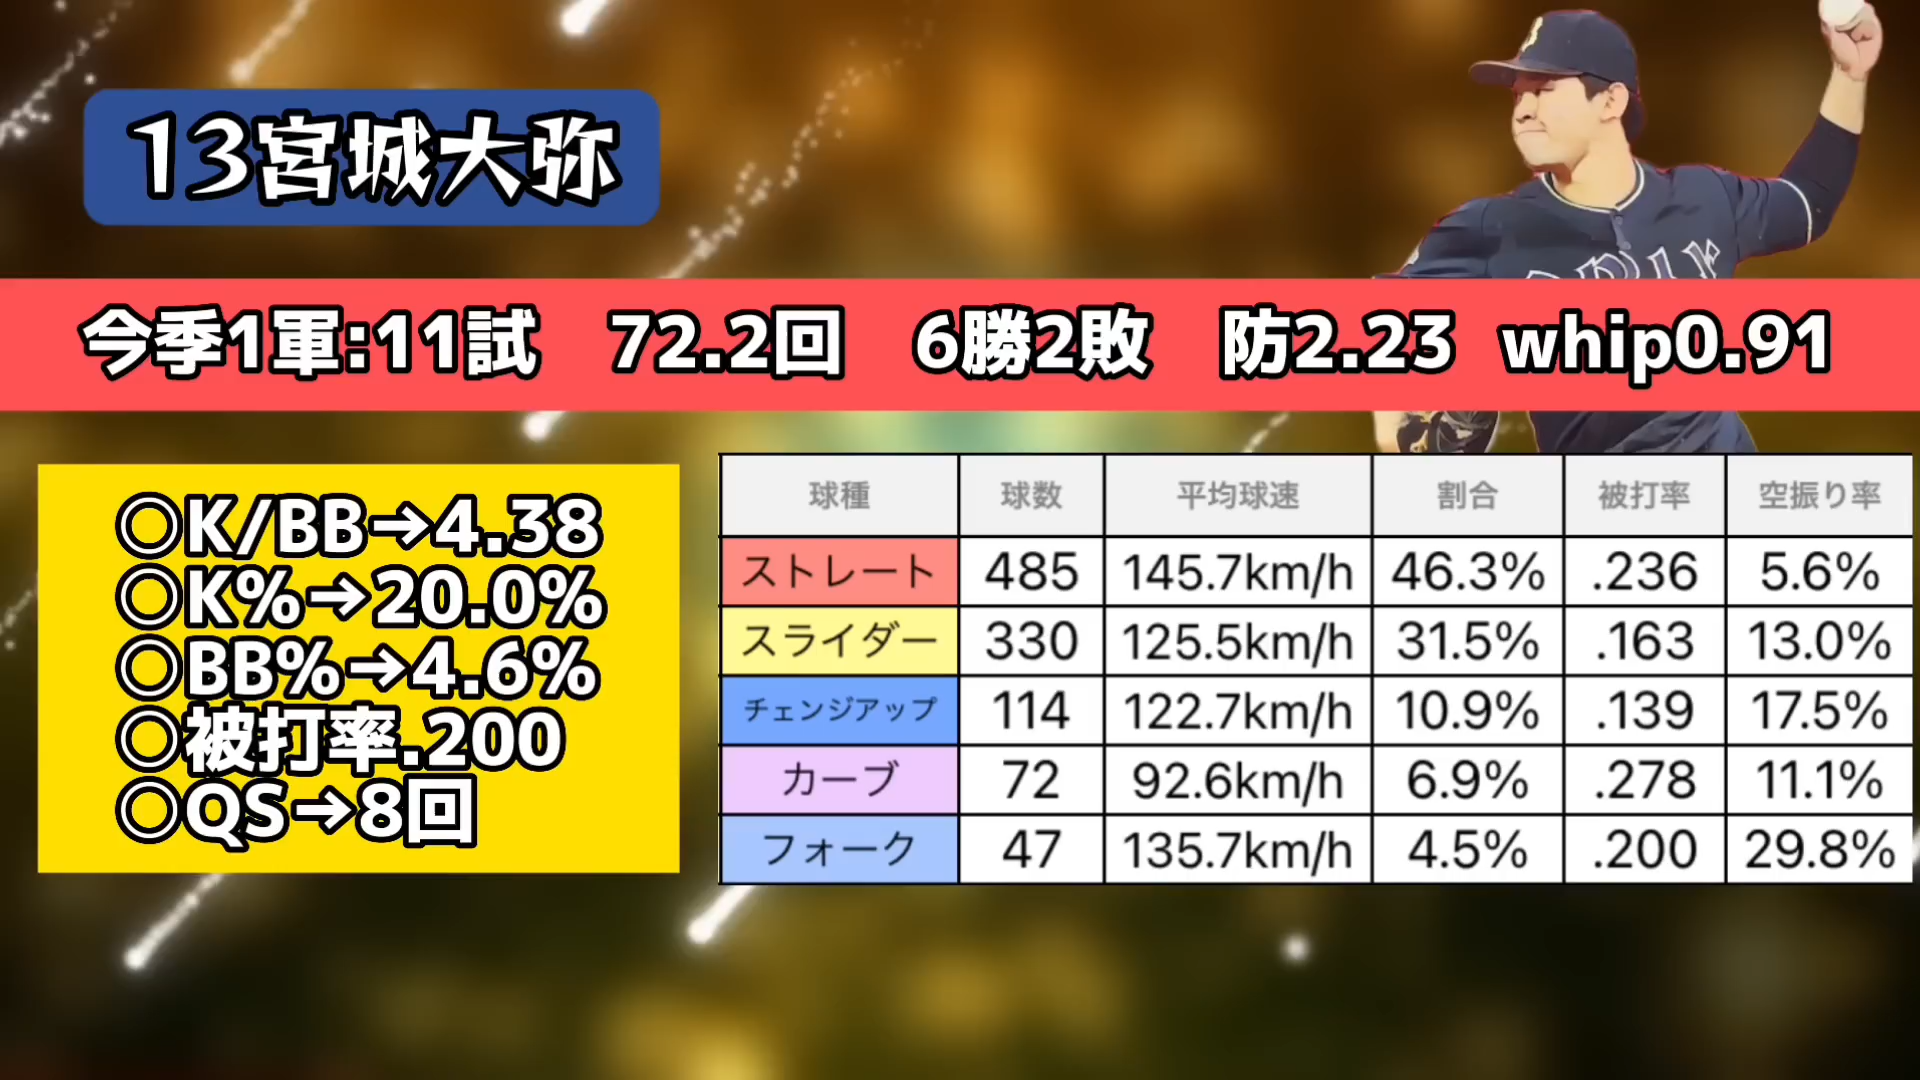 13宮城大弥
今季1軍:11試 72.2回 6勝2敗 防2.23 whip0.91
○K/BB→4.38
○K%→20.0%
○BB%→4.6%
○被打率.200
○QS→8回
球種 球数 平均球速 割合 被打率 空振り率
ストレート 485 145.7km/h 46.3% .236 5.6%
スライダー 330 125.5km/h 31.5% .163 13.0%
チェンジアップ 114 122.7km/h 10.9% .139 17.5%
カーブ 72 92.6km/h 6.9% .278 11.1%
フォーク 47 135.7km/h 4.5% .200 29.8%